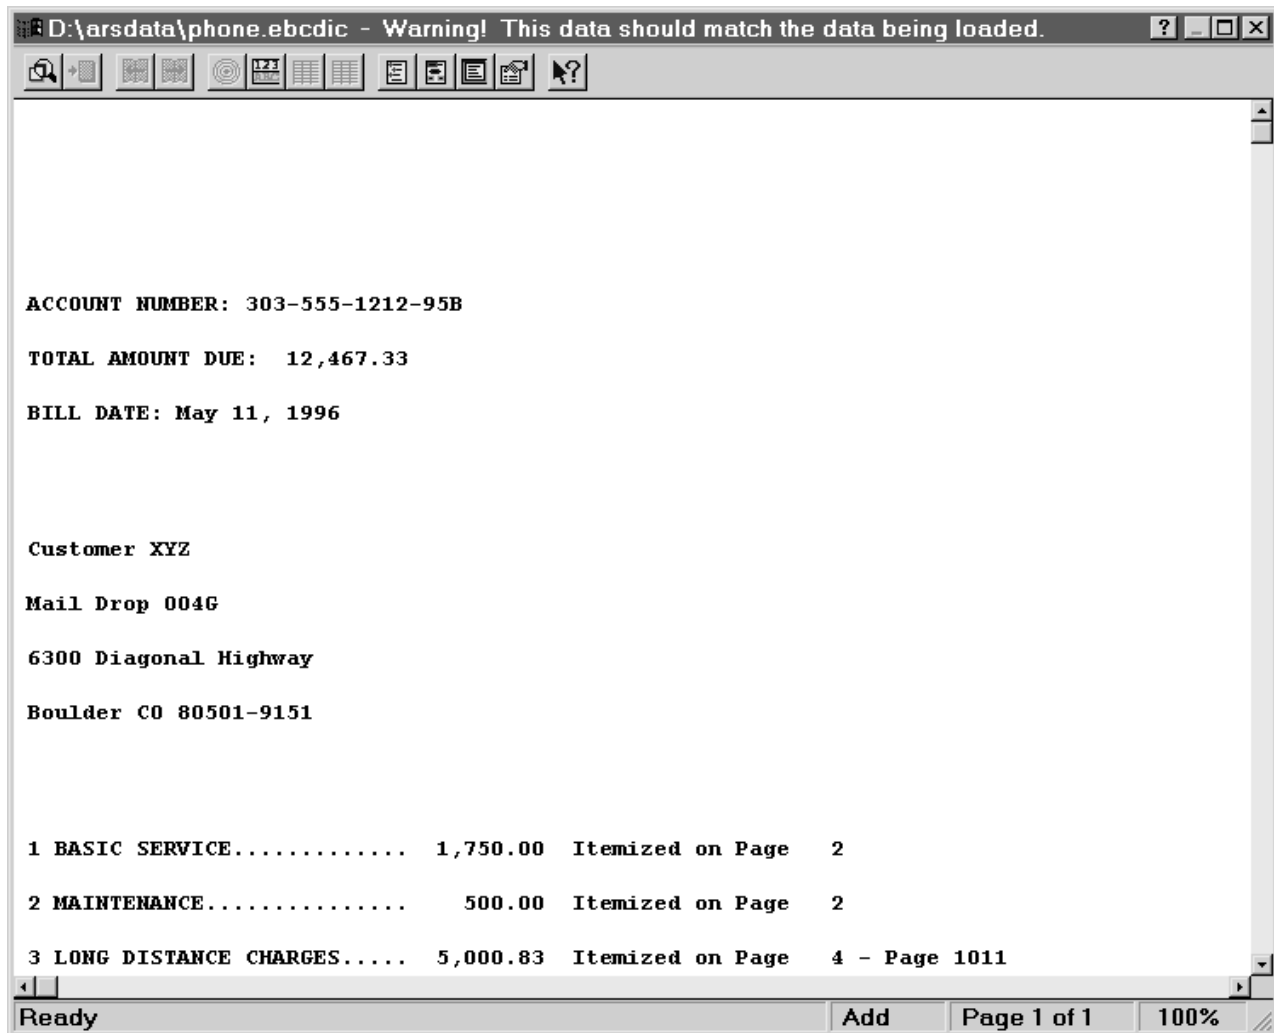 D:\arsdata\phone.ebcdic - Warning! This data should match the data being loaded.
ACCOUNT NUMBER: 303-555-1212-95B
TOTAL AMOUNT DUE:  12,467.33
BILL DATE: May 11, 1996
Customer XYZ
Mail Drop 004G
6300 Diagonal Highway
Boulder CO 80501-9151
1 BASIC SERVICE.............  1,750.00  Itemized on Page   2
2 MAINTENANCE...............    500.00  Itemized on Page   2
3 LONG DISTANCE CHARGES.....  5,000.83  Itemized on Page   4 - Page 1011
Ready Add Page 1 of 1 100%